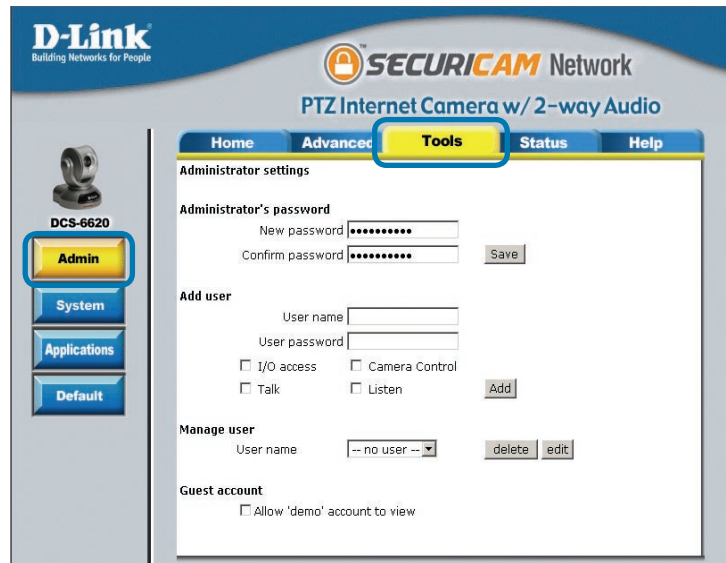 D-Link
Building Networks for People
SECURICAM Network
PTZ Internet Camera w/ 2-way Audio
Home Advanced Tools Status Help
DCS-6620
Admin
System
Applications
Default
Administrator settings
Administrator's password
New password ••••••••••
Confirm password •••••••••• Save
Add user
User name
User password
I/O access Camera Control
Talk Listen Add
Manage user
User name -- no user -- delete edit
Guest account
Allow 'demo' account to view